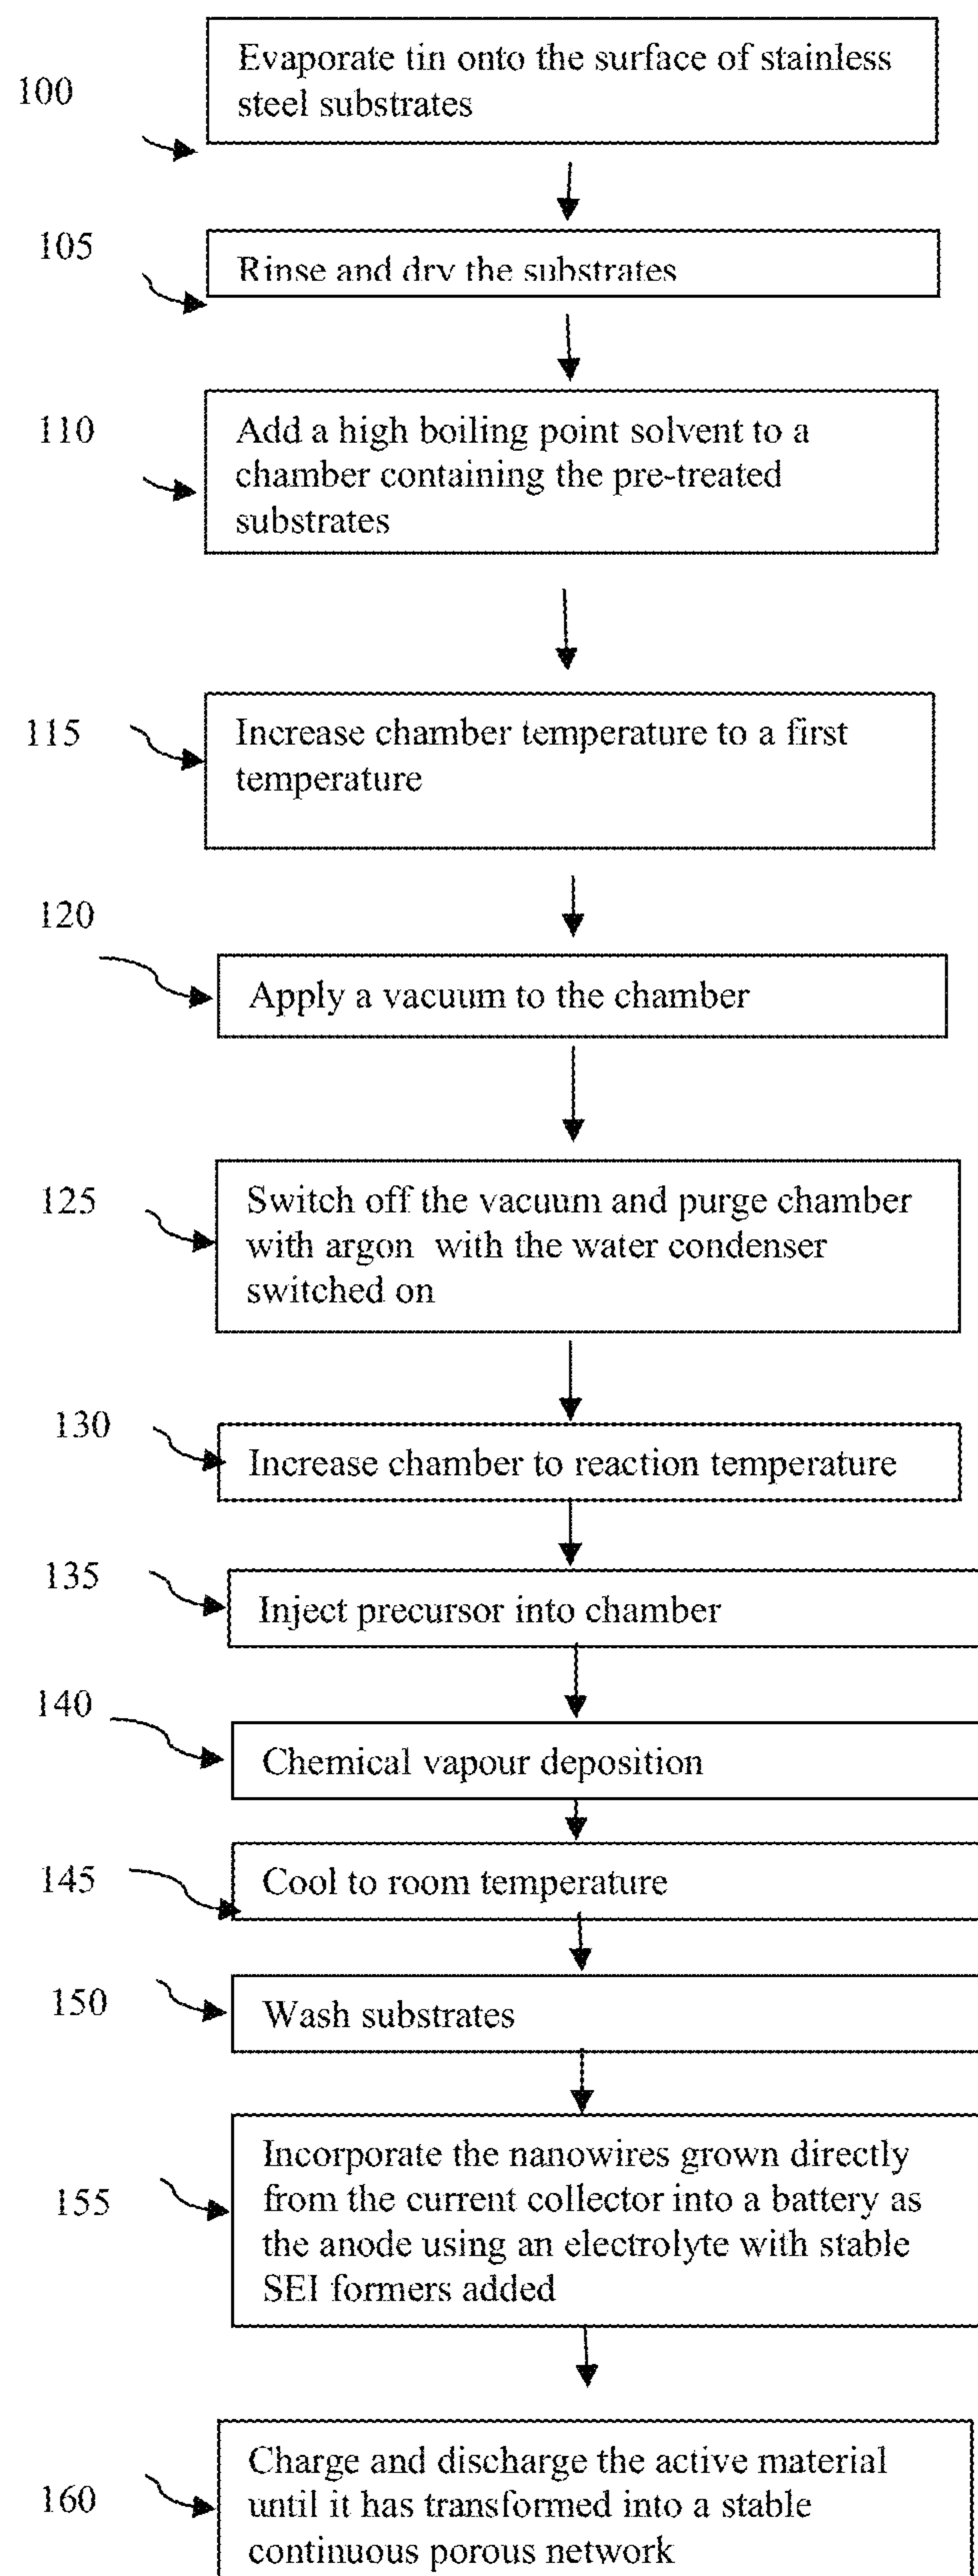 100
Evaporate tin onto the surface of stainless
steel substrates
105
Rinse and dry the substrates
110
Add a high boiling point solvent to a
chamber containing the pre-treated
substrates
115
Increase chamber temperature to a first
temperature
120
Apply a vacuum to the chamber
125
Switch off the vacuum and purge chamber
with argon with the water condenser
switched on
130
Increase chamber to reaction temperature
135
Inject precursor into chamber
140
Chemical vapour deposition
145
Cool to room temperature
150
Wash substrates
155
Incorporate the nanowires grown directly
from the current collector into a battery as
the anode using an electrolyte with stable
SEI formers added
160
Charge and discharge the active material
until it has transformed into a stable
continuous porous network